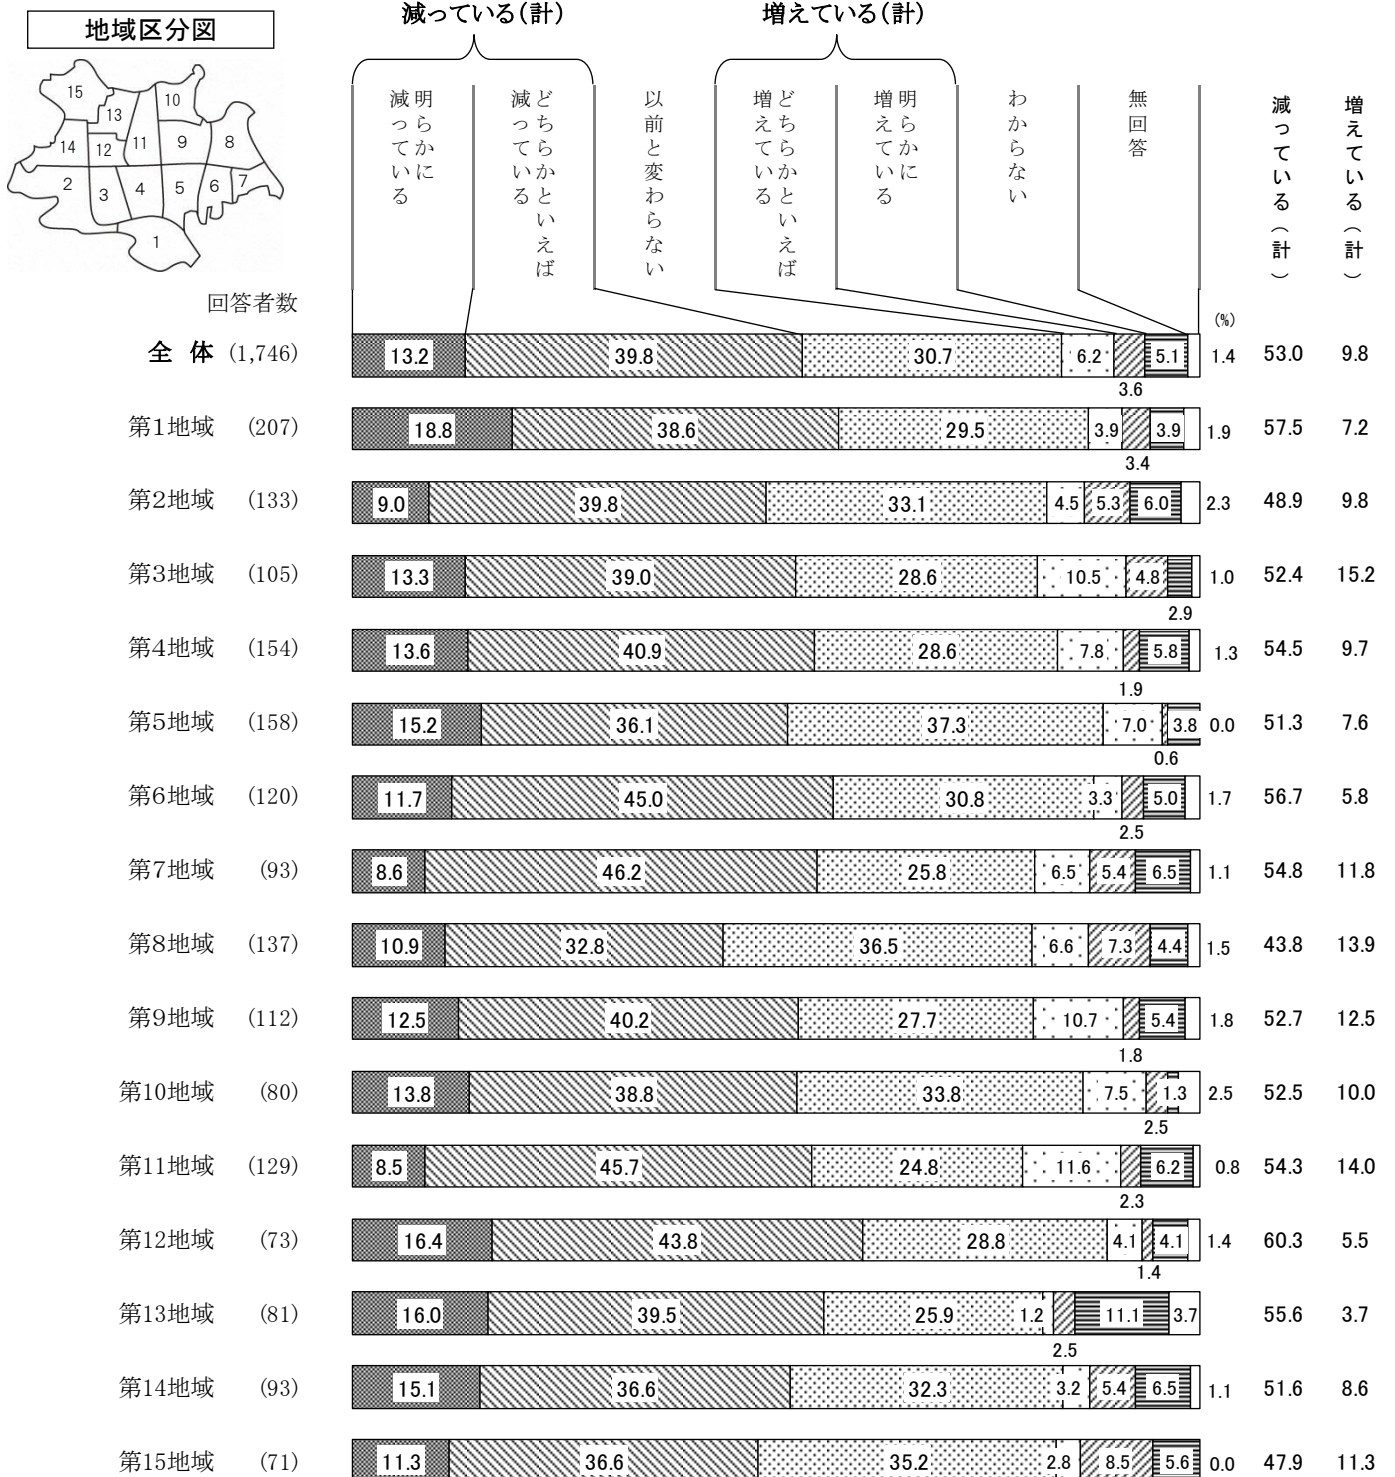 地域区分図
15
10
13
14
12
11
9
8
2
3
4
5
6
7
1
減っている(計)
増えている(計)
明らかに減っている
どちらかといえば減っている
以前と変わらない
どちらかといえば増えている
明らかに増えている
わからない
無回答
減っている(計)
増えている(計)
回答者数
(%)
全 体 (1,746) 13.2 39.8 30.7 6.2 5.1 1.4 53.0 9.8
3.6
第1地域 (207) 18.8 38.6 29.5 3.9 3.9 1.9 57.5 7.2
3.4
第2地域 (133) 9.0 39.8 33.1 4.5 5.3 6.0 2.3 48.9 9.8
第3地域 (105) 13.3 39.0 28.6 10.5 4.8 1.0 52.4 15.2
2.9
第4地域 (154) 13.6 40.9 28.6 7.8 5.8 1.3 54.5 9.7
1.9
第5地域 (158) 15.2 36.1 37.3 7.0 3.8 0.0 51.3 7.6
0.6
第6地域 (120) 11.7 45.0 30.8 3.3 5.0 1.7 56.7 5.8
2.5
第7地域 (93) 8.6 46.2 25.8 6.5 5.4 6.5 1.1 54.8 11.8
第8地域 (137) 10.9 32.8 36.5 6.6 7.3 4.4 1.5 43.8 13.9
第9地域 (112) 12.5 40.2 27.7 10.7 5.4 1.8 52.7 12.5
1.8
第10地域 (80) 13.8 38.8 33.8 7.5 1.3 2.5 52.5 10.0
2.5
第11地域 (129) 8.5 45.7 24.8 11.6 6.2 0.8 54.3 14.0
2.3
第12地域 (73) 16.4 43.8 28.8 4.1 4.1 1.4 60.3 5.5
1.4
第13地域 (81) 16.0 39.5 25.9 1.2 11.1 3.7 55.6 3.7
2.5
第14地域 (93) 15.1 36.6 32.3 3.2 5.4 6.5 1.1 51.6 8.6
第15地域 (71) 11.3 36.6 35.2 2.8 8.5 5.6 0.0 47.9 11.3